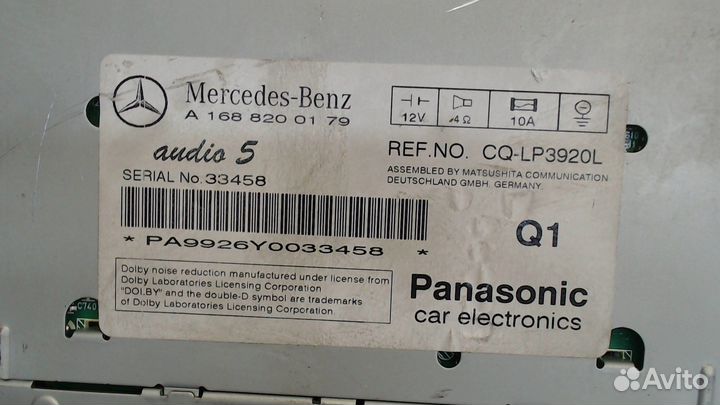 Mercedes-Benz
A 168 820 01 79
12V 4Ω 10A
audio 5
REF.NO. CQ-LP3920L
SERIAL No. 33458
ASSEMBLED BY MATSUSHITA COMMUNICATION
DEUTSCHLAND GMBH. GERMANY.
* PA9926Y0033458 *
Q1
Dolby noise reduction manufactured under license from
Dolby Laboratories Licensing Corporation
"DOLBY" and the double-D symbol are trademarks
of Dolby Laboratories Licensing Corporation
Panasonic
car electronics
C740
Avito